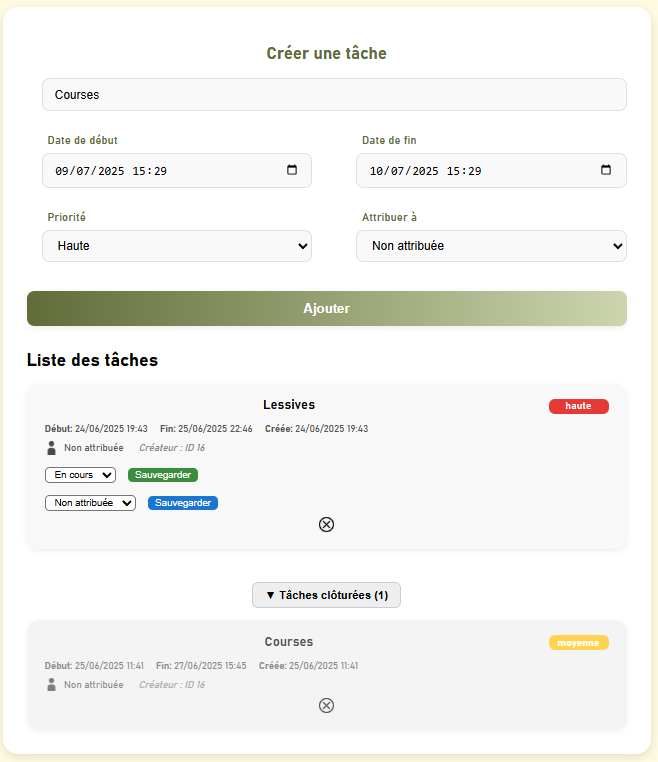 Créer une tâche
Courses
Date de début Date de fin
09/07/2025 15:29 10/07/2025 15:29
Priorité Attribuer à
Haute Non attribuée
Ajouter
Liste des tâches
Lessives haute
Début: 24/06/2025 19:43 Fin: 25/06/2025 22:46 Créée: 24/06/2025 19:43
Non attribuée Créateur : ID 16
En cours Sauvegarder
Non attribuée Sauvegarder
▼ Tâches clôturées (1)
Courses moyenne
Début: 25/06/2025 11:41 Fin: 27/06/2025 15:45 Créée: 25/06/2025 11:41
Non attribuée Créateur : ID 16